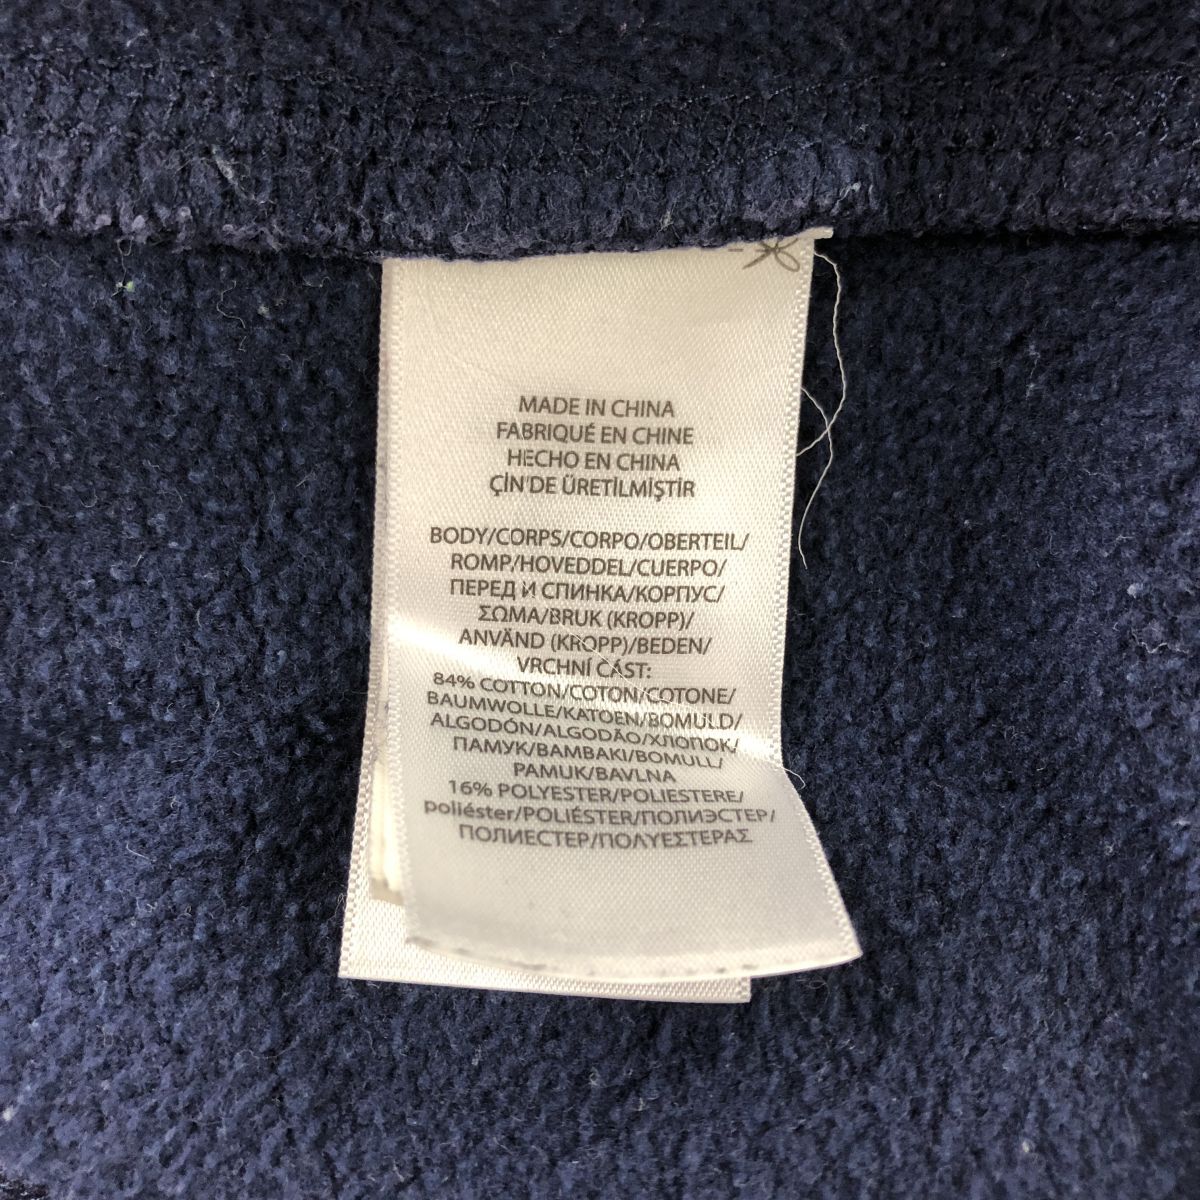 MADE IN CHINA
FABRIQUÉ EN CHINE
HECHO EN CHINA
ÇİN'DE ÜRETİLMİŞTİR
BODY/CORPS/CORPO/OBERTEIL/
ROMP/HOVEDDEL/CUERPO/
ПЕРЕД И СПИНКА/КОРПУС/
ΣΩΜΑ/BRUK (KROPP)/
ANVÄND (KROPP)/BEDEN/
VRCHNÍ ČÁST:
84% COTTON/COTON/COTONE/
BAUMWOLLE/KATOEN/BOMULD/
ALGODÓN/ALGODÃO/ХЛОПОК/
ПАМУК/BAMBAKI/BOMULL/
PAMUK/BAVLNA
16% POLYESTER/POLIESTERE/
poliéster/POLIÉSTER/ПОЛИЭСТЕР/
ПОЛИЕСТЕР/ΠΟΛΥΕΣΤΕΡΑΣ